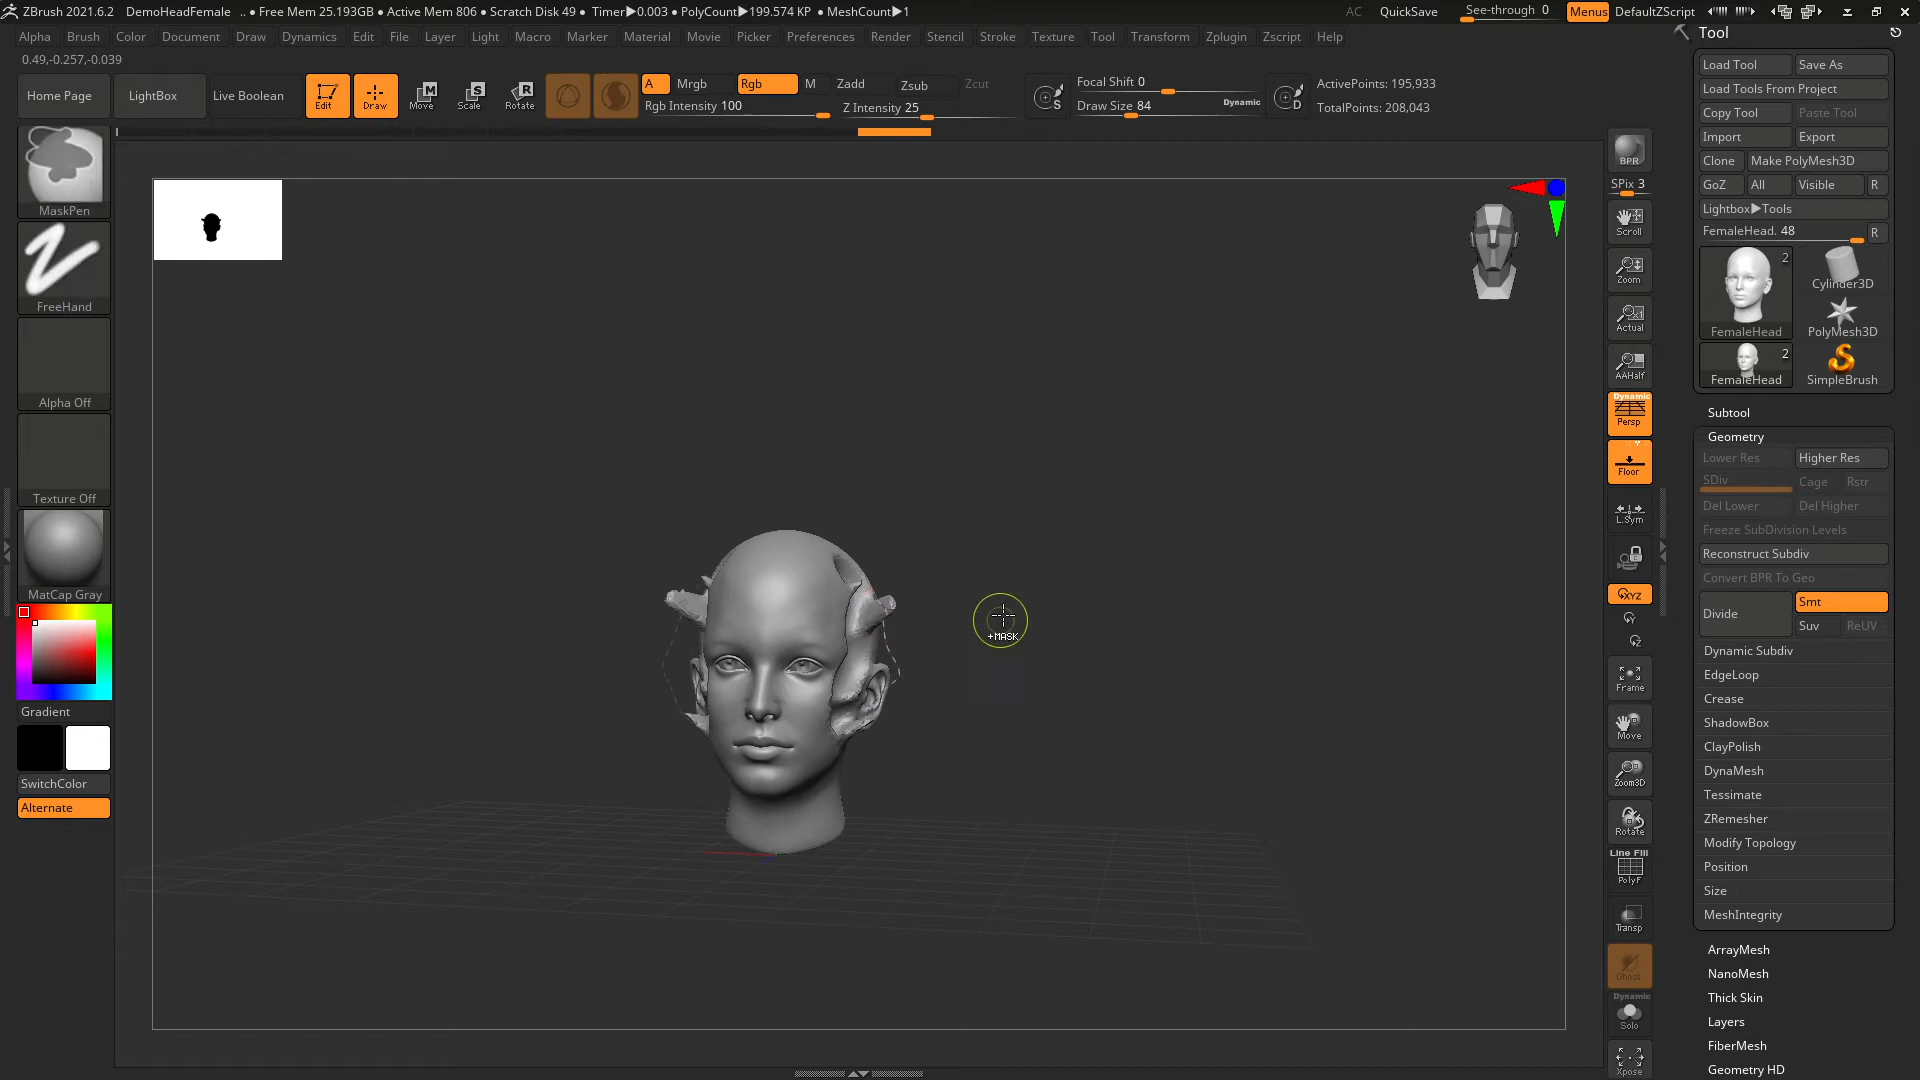 ZBrush 2021.6.2 DemoHeadFemale .. ● Free Mem 25.193GB ● Active Mem 806 ● Scratch Disk 49 ● Timer▶0.003 ● PolyCount▶199.574 KP ● MeshCount▶1 AC QuickSave See-through 0 Menus DefaultZScript
Alpha Brush Color Document Draw Dynamics Edit File Layer Light Macro Marker Material Movie Picker Preferences Render Stencil Stroke Texture Tool Transform Zplugin Zscript Help
0.49,-0.257,-0.039
Home Page LightBox Live Boolean Edit Draw Move Scale Rotate
A Mrgb Rgb M Zadd Zsub Zcut
Rgb Intensity 100 Z Intensity 25
Focal Shift 0
Draw Size 84 Dynamic
ActivePoints: 195,933
TotalPoints: 208,043
MaskPen
FreeHand
Alpha Off
Texture Off
MatCap Gray
Gradient
SwitchColor
Alternate
+MASK
BPR
SPix 3
Scroll
Zoom
Actual
AAHalf
Dynamic
Persp
Floor
L.Sym
XYZ
Y
Z
Frame
Move
Zoom3D
Rotate
Line Fill
PolyF
Transp
Ghost
Dynamic
Solo
Xpose
Tool
Load Tool Save As
Load Tools From Project
Copy Tool Paste Tool
Import Export
Clone Make PolyMesh3D
GoZ All Visible R
Lightbox▶Tools
FemaleHead. 48 R
2
Cylinder3D
FemaleHead PolyMesh3D
2
FemaleHead SimpleBrush
Subtool
Geometry
Lower Res Higher Res
SDiv Cage Rstr
Del Lower Del Higher
Freeze SubDivision Levels
Reconstruct Subdiv
Convert BPR To Geo
Divide Smt
Suv ReUV
Dynamic Subdiv
EdgeLoop
Crease
ShadowBox
ClayPolish
DynaMesh
Tessimate
ZRemesher
Modify Topology
Position
Size
MeshIntegrity
ArrayMesh
NanoMesh
Thick Skin
Layers
FiberMesh
Geometry HD